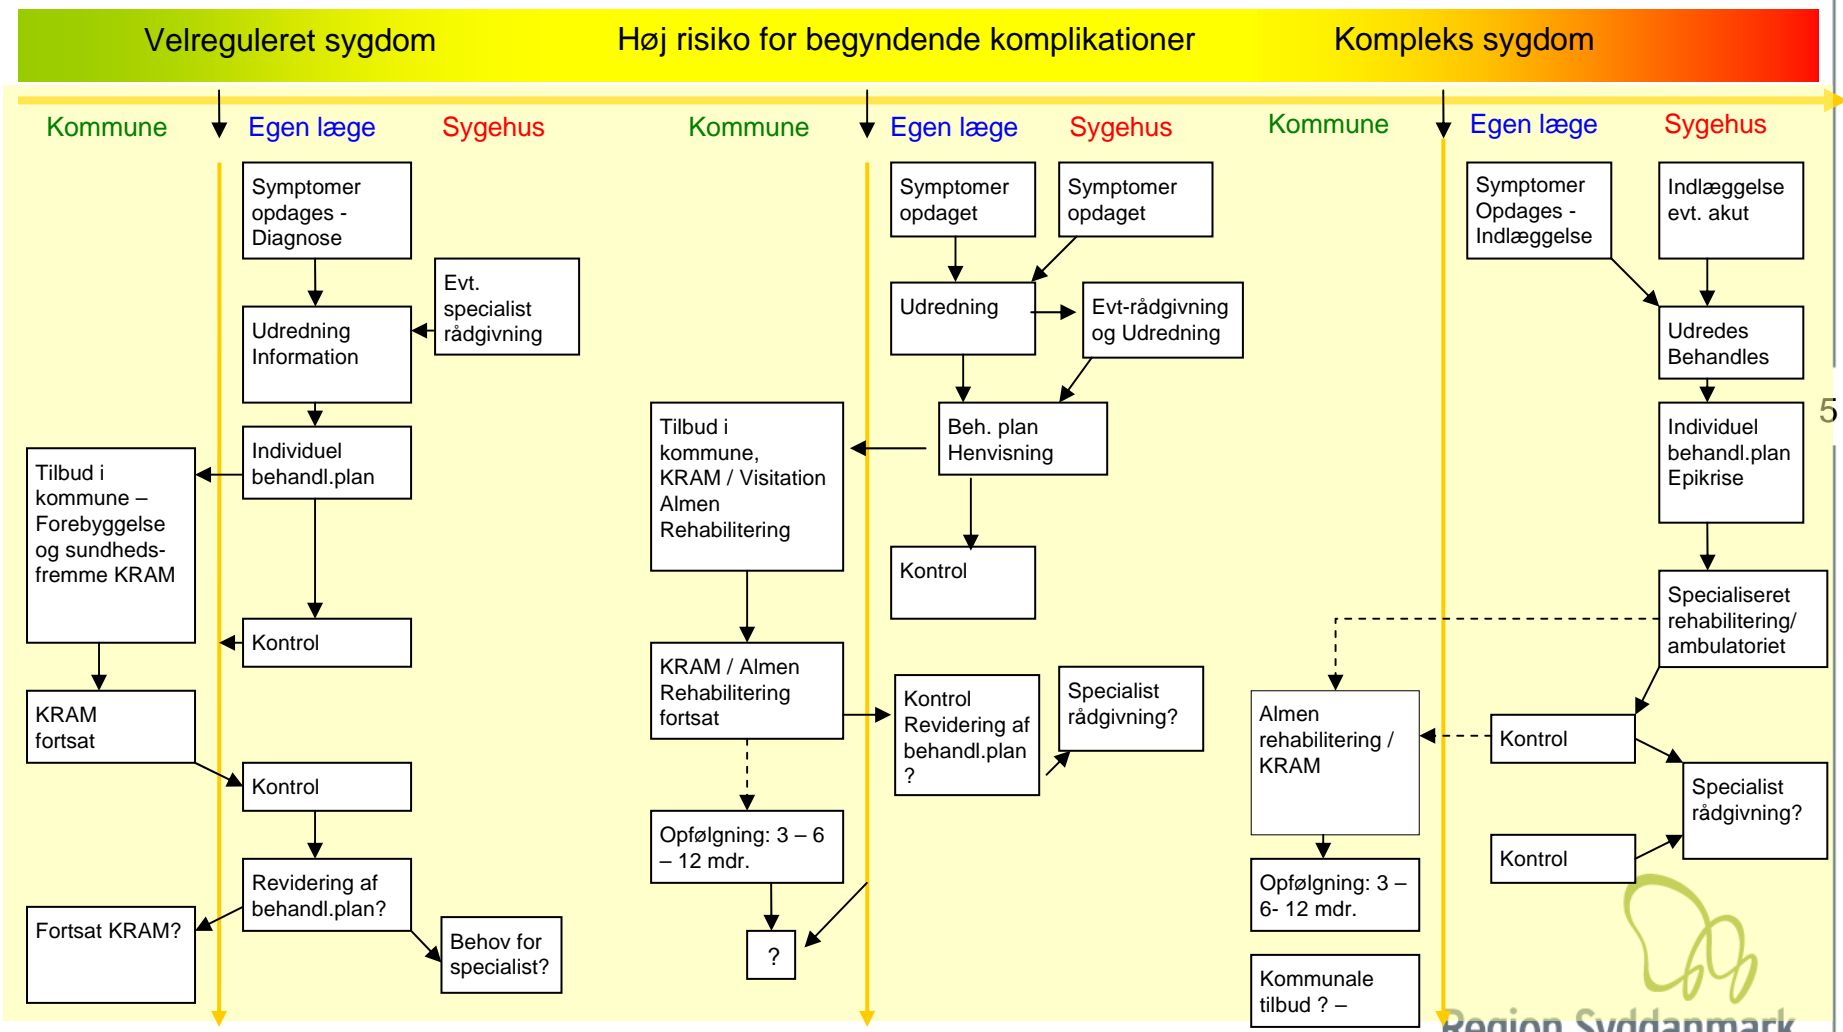 Velreguleret sygdom
Høj risiko for begyndende komplikationer
Kompleks sygdom
Kommune
Egen læge
Sygehus
Symptomer
opdages -
Diagnose
Evt.
specialist
rådgivning
Udredning
Information
Individuel
behandl.plan
Tilbud i
kommune –
Forebyggelse
og sundheds-
fremme KRAM
Kontrol
KRAM
fortsat
Kontrol
Revidering af
behandl.plan?
Fortsat KRAM?
Behov for
specialist?
Kommune
Egen læge
Sygehus
Symptomer
opdaget
Symptomer
opdaget
Udredning
Evt-rådgivning
og Udredning
Beh. plan
Henvisning
Tilbud i
kommune,
KRAM / Visitation
Almen
Rehabilitering
Kontrol
KRAM / Almen
Rehabilitering
fortsat
Kontrol
Revidering af
behandl.plan
?
Specialist
rådgivning?
Opfølgning: 3 – 6
– 12 mdr.
?
Kommune
Egen læge
Sygehus
Symptomer
Opdages -
Indlæggelse
Indlæggelse
evt. akut
Udredes
Behandles
Individuel
behandl.plan
Epikrise
5
Specialiseret
rehabilitering/
ambulatoriet
Almen
rehabilitering /
KRAM
Kontrol
Specialist
rådgivning?
Kontrol
Opfølgning: 3 –
6- 12 mdr.
Kommunale
tilbud ? –
Region Syddanmark